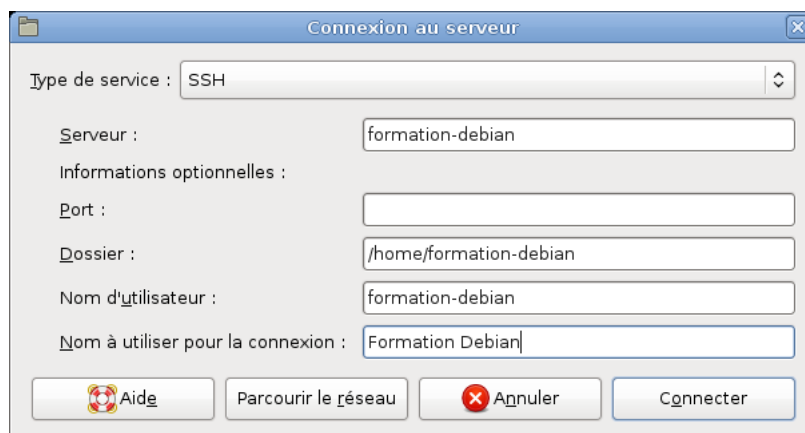 Connexion au serveur
Type de service : SSH
Serveur : formation-debian
Informations optionnelles :
Port :
Dossier : /home/formation-debian
Nom d'utilisateur : formation-debian
Nom à utiliser pour la connexion : Formation Debian
Aide Parcourir le réseau Annuler Connecter